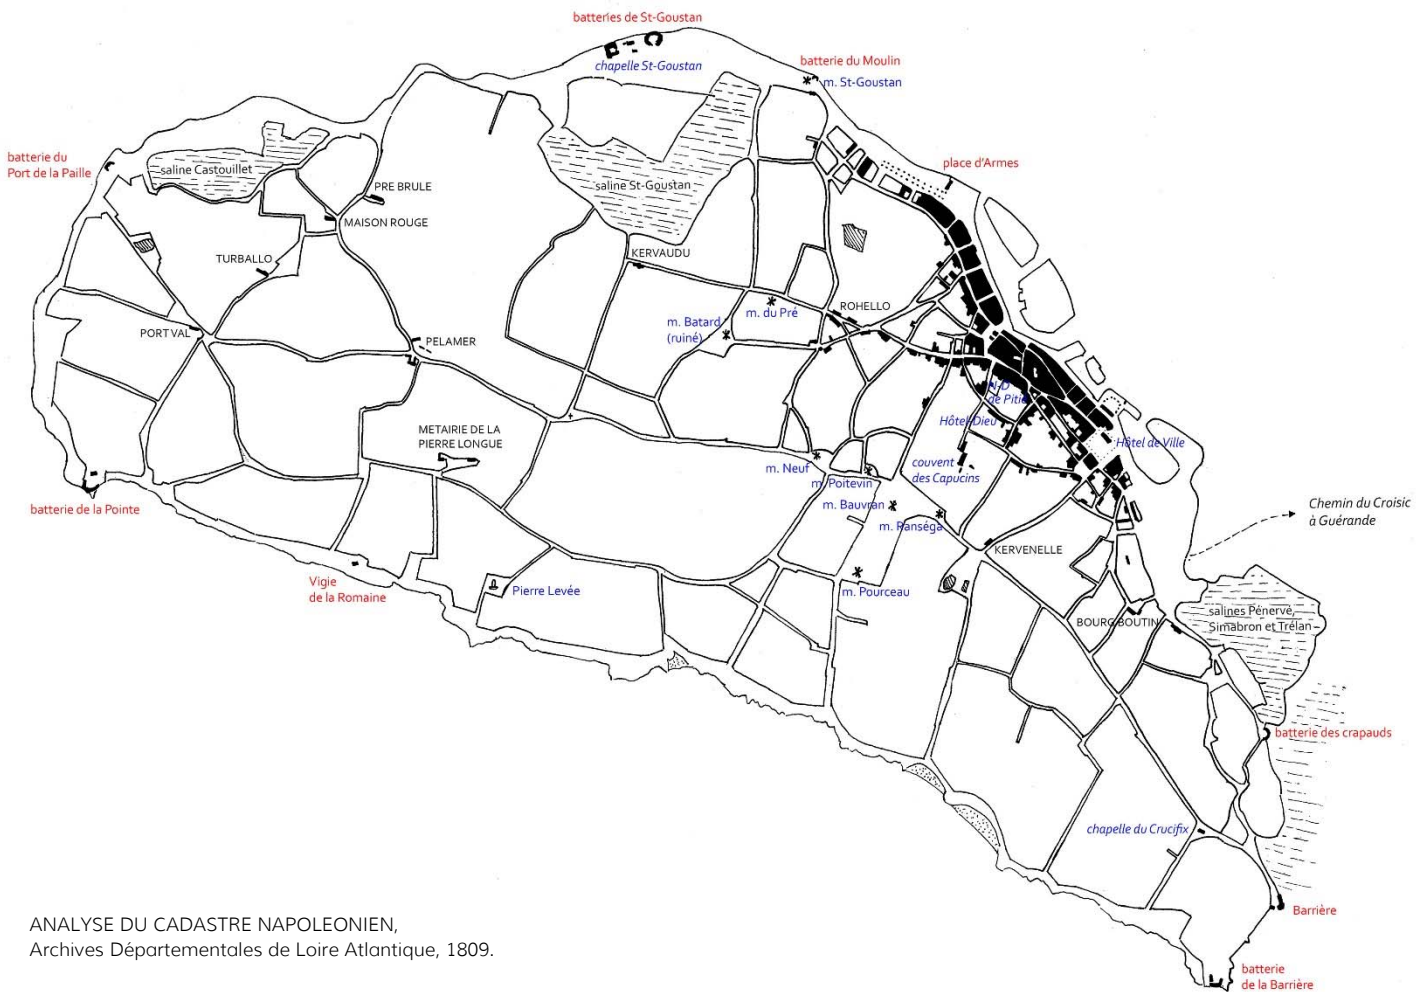 batteries de St-Goustan
chapelle St-Goustan
batterie du Moulin
m. St-Goustan
batterie du
Port de la Paille
saline Castouillet
place d'Armes
saline St-Goustan
PRE BRULE
MAISON ROUGE
TURBALLO
KERVAUDU
ROHELLO
m. du Pré
m. Batard
(ruiné)
PORT VAL
PELAMER
N-D
de Pitié
METAIRIE DE LA
PIERRE LONGUE
Hôtel-Dieu
Hôtel de Ville
m. Neuf
couvent
des Capucins
m. Poitevin
m. Bauvran
m. Ranséga
batterie de la Pointe
Chemin du Croisic
à Guérande
KERVENELLE
Vigie
de la Romaine
Pierre Levée
m. Pourceau
salines Pénervé,
Simabron et Trélan
BOURG BOUTIN
batterie des crapauds
chapelle du Crucifix
Barrière
ANALYSE DU CADASTRE NAPOLEONIEN,
Archives Départementales de Loire Atlantique, 1809.
batterie
de la Barrière